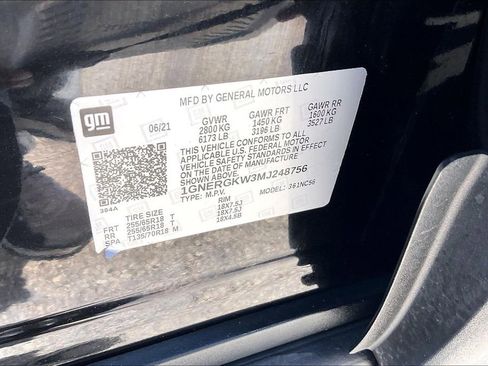 MFD BY GENERAL MOTORS LLC
gm
06/21
GVWR GAWR FRT GAWR RR
2800 KG 1450 KG 1600 KG
6173 LB 3196 LB 3527 LB
THIS VEHICLE CONFORMS TO ALL
APPLICABLE U.S. FEDERAL MOTOR
VEHICLE SAFETY STANDARDS IN EFFECT
ON THE DATE OF MANUFACTURE
SHOWN ABOVE.
1GNERGKW3MJ248756
TYPE: M.P.V. MODEL: 1NC56
384A
TIRE SIZE RIM
FRT 255/65R18 T 18X7.5J
RR 255/65R18 T 18X7.5J
SPA T135/70R18 M 18X4.5B